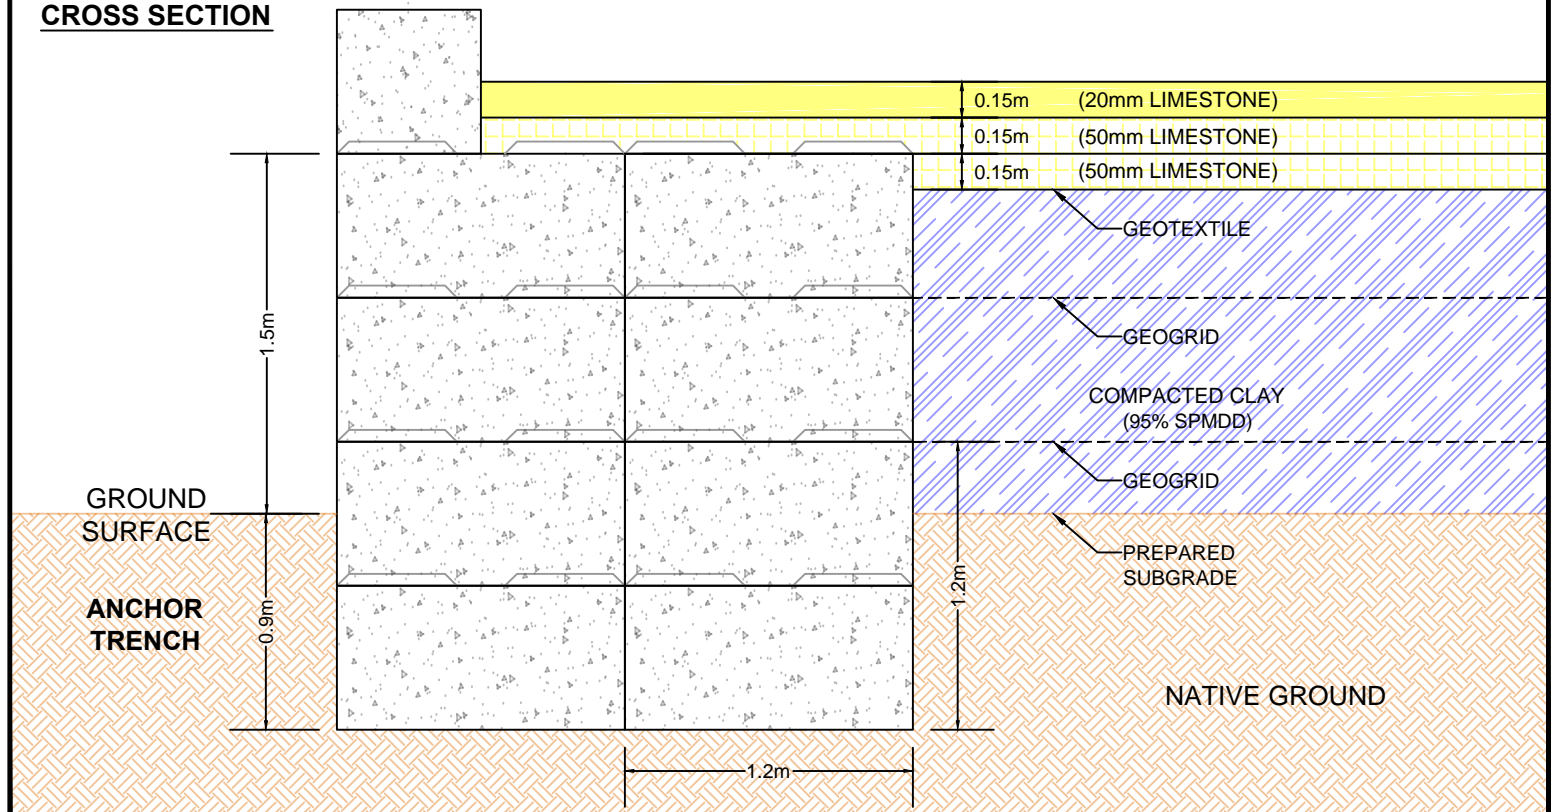 CROSS SECTION
0.15m (20mm LIMESTONE)
0.15m (50mm LIMESTONE)
0.15m (50mm LIMESTONE)
GEOTEXTILE
1.5m
GEOGRID
COMPACTED CLAY
(95% SPMDD)
GEOGRID
GROUND
SURFACE
PREPARED
SUBGRADE
1.2m
ANCHOR
TRENCH
0.9m
NATIVE GROUND
1.2m